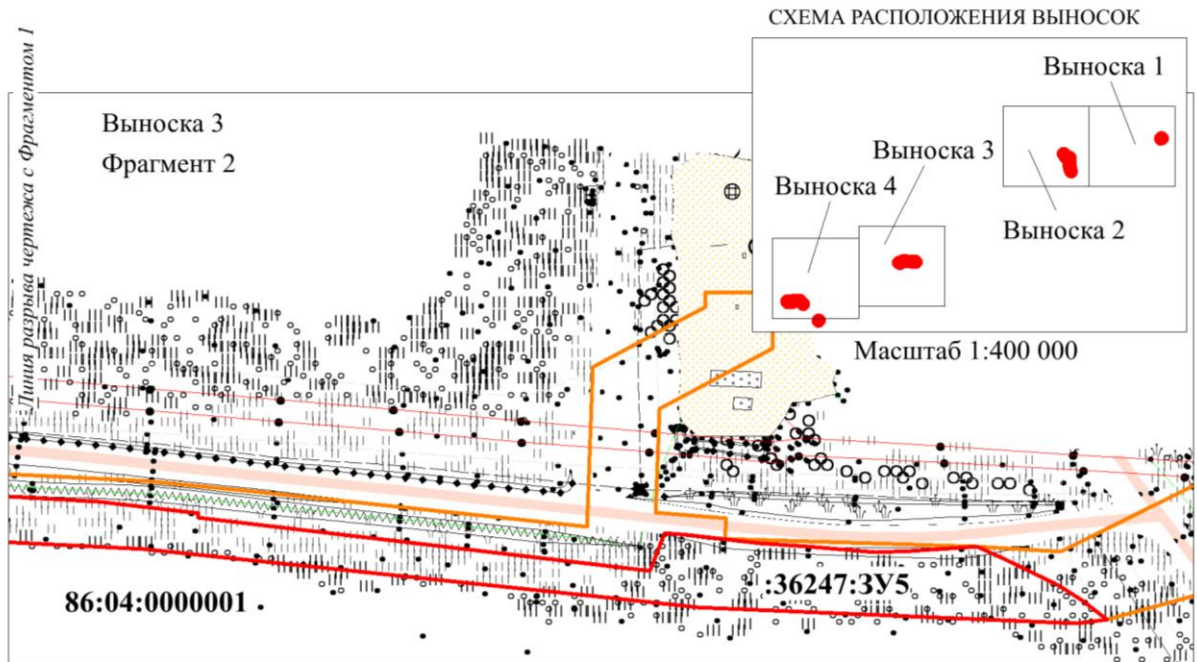 СХЕМА РАСПОЛОЖЕНИЯ ВЫНОСОК
Выноска 1
Выноска 3
Выноска 4
Выноска 2
Масштаб 1:400 000
Линия разрыва чертежа с Фрагментом 1
Выноска 3
Фрагмент 2
:36247:ЗУ5
86:04:0000001